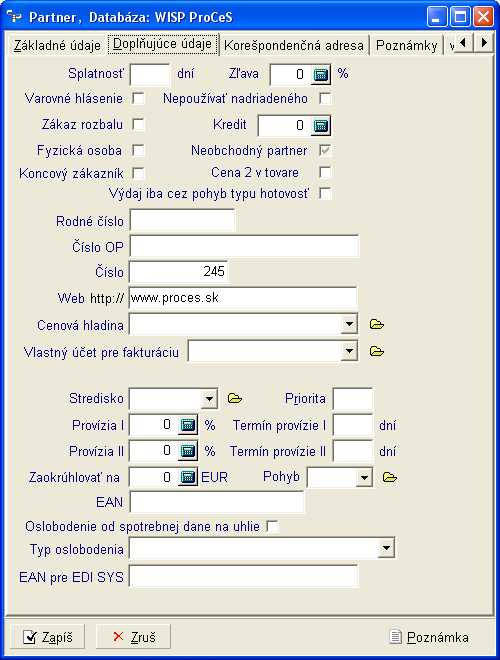 Partner, Databáza: WISP ProCeS
Základné údaje Doplňujúce údaje Korešpondenčná adresa Poznámky
Splatnosť dní Zľava 0 %
Varovné hlásenie Nepoužívať nadriadeného
Zákaz rozbalu Kredit 0
Fyzická osoba Neobchodný partner
Koncový zákazník Cena 2 v tovare
Výdaj iba cez pohyb typu hotovosť
Rodné číslo
Číslo OP
Číslo 245
Web http:// www.proces.sk
Cenová hladina
Vlastný účet pre fakturáciu
Stredisko Priorita
Provízia I 0 % Termín provízie I dní
Provízia II 0 % Termín provízie II dní
Zaokrúhlovať na 0 EUR Pohyb
EAN
Oslobodenie od spotrebnej dane na uhlie
Typ oslobodenia
EAN pre EDI SYS
Zapíš Zruš Poznámka